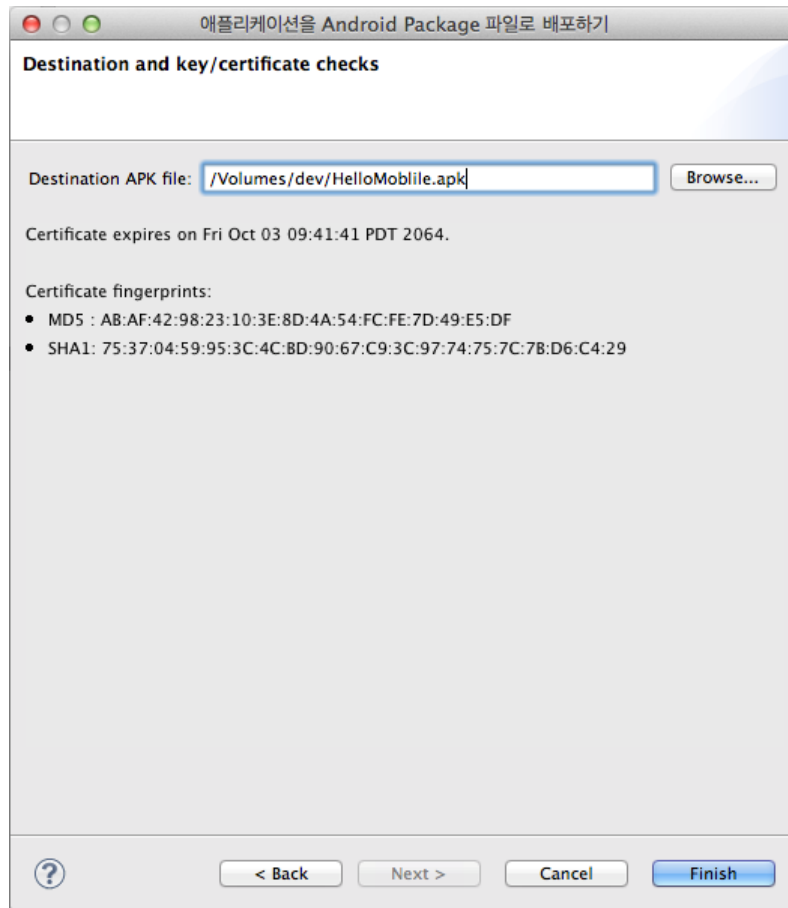 애플리케이션을 Android Package 파일로 배포하기
Destination and key/certificate checks
Destination APK file: /Volumes/dev/HelloMoblile.apk Browse...
Certificate expires on Fri Oct 03 09:41:41 PDT 2064.
Certificate fingerprints:
• MD5 : AB:AF:42:98:23:10:3E:8D:4A:54:FC:FE:7D:49:E5:DF
• SHA1: 75:37:04:59:95:3C:4C:BD:90:67:C9:3C:97:74:75:7C:7B:D6:C4:29
? < Back Next > Cancel Finish